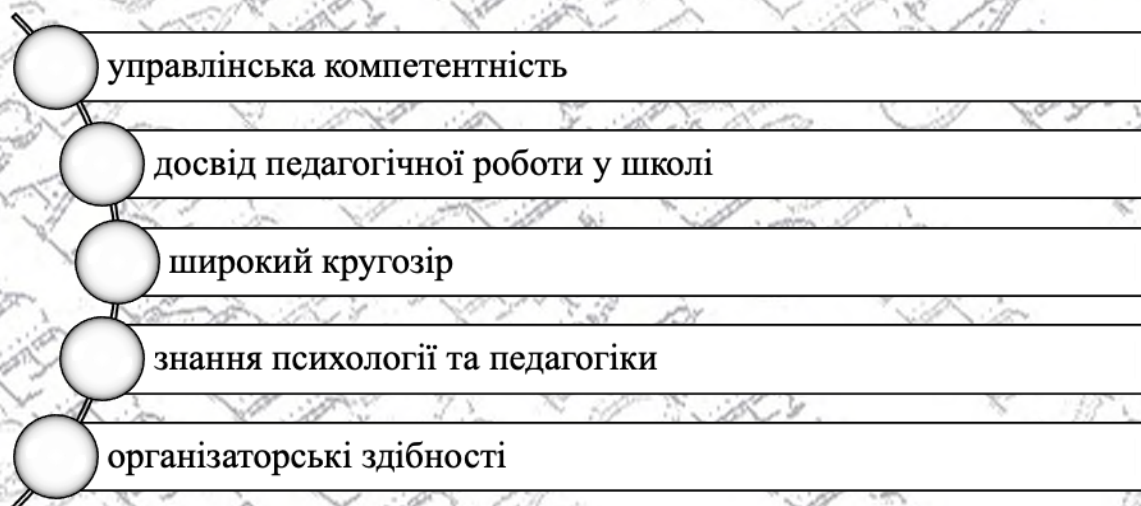 управлінська компетентність
досвід педагогічної роботи у школі
широкий кругозір
знання психології та педагогіки
організаторські здібності